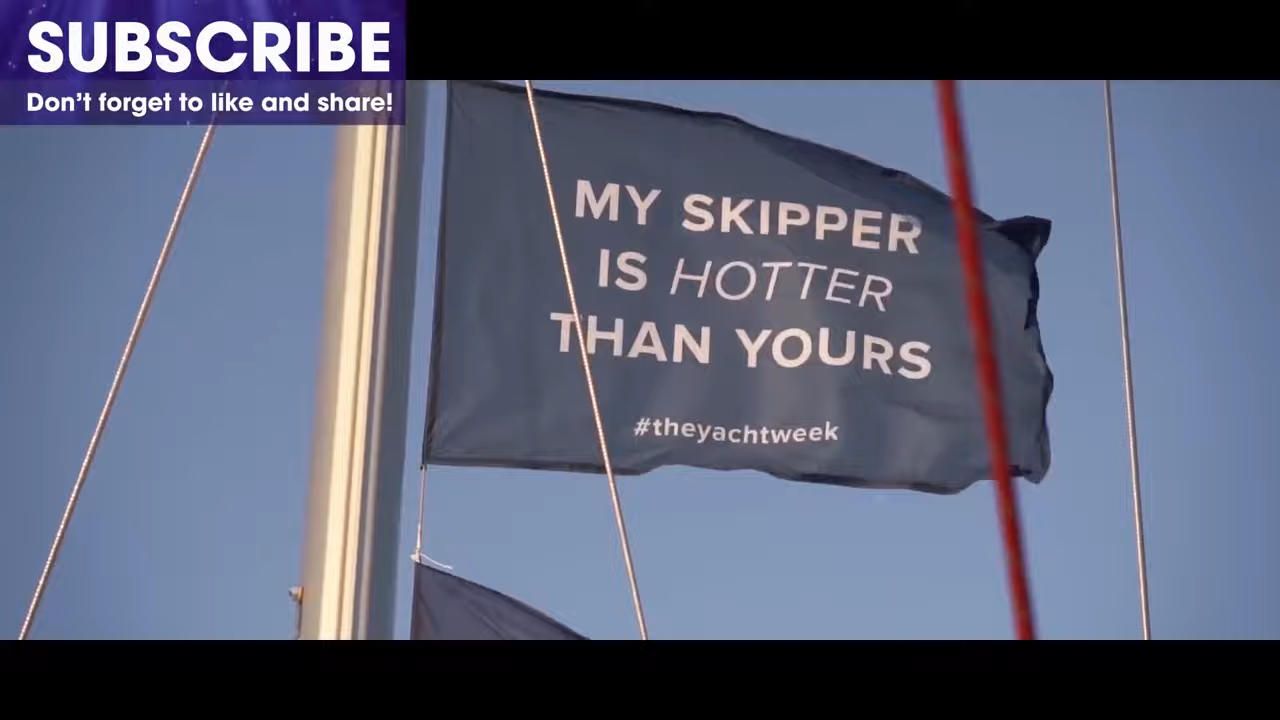 SUBSCRIBE
Don't forget to like and share!
MY SKIPPER
IS HOTTER
THAN YOURS
#theyachtweek